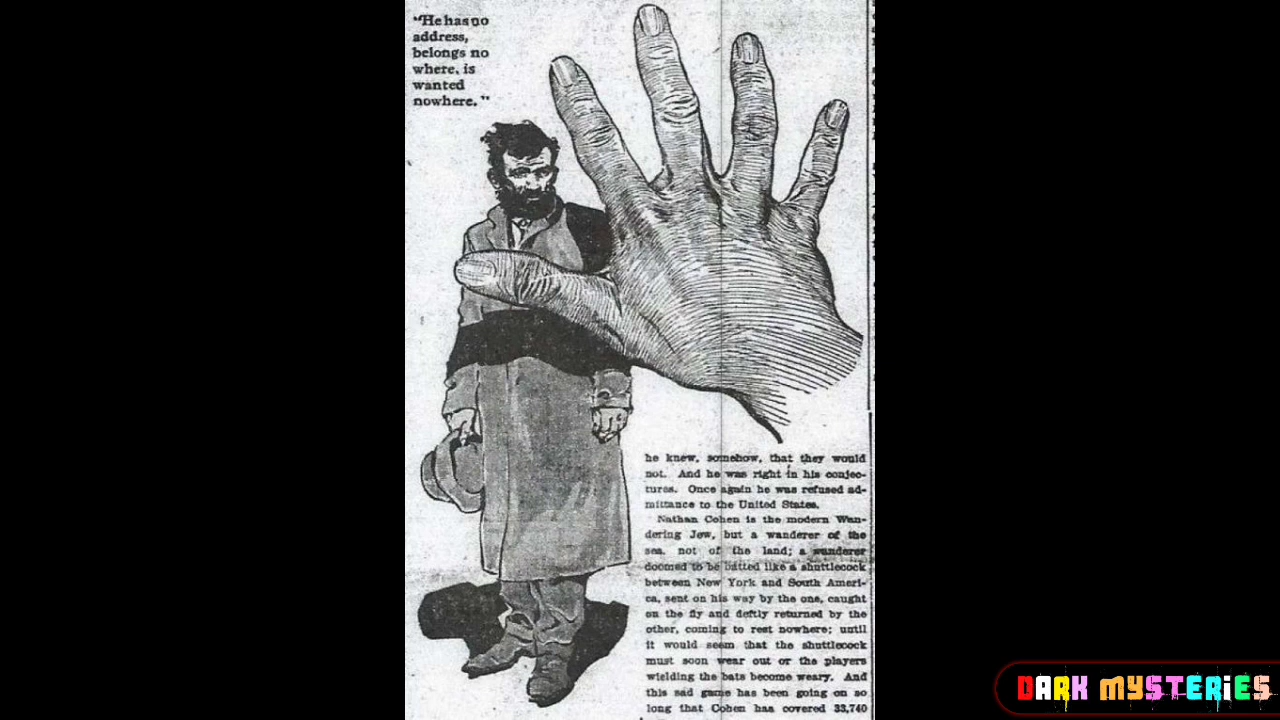 "He has no
address,
belongs no
where, is
wanted
nowhere."
he knew, somehow, that they would
not. And he was right in his conjec-
tures. Once again he was refused ad-
mittance to the United States.
Nathan Cohen is the modern Wan-
dering Jew, but a wanderer of the
sea, not of the land; a wanderer
doomed to be batted like a shuttlecock
between New York and South Ameri-
ca, sent on his way by the one, caught
on the fly and deftly returned by the
other, coming to rest nowhere; until
it would seem that the shuttlecock
must soon wear out or the players
wielding the bats become weary. And
this sad game has been going on so
long that Cohen has covered 33,740
DARK MYSTERiES